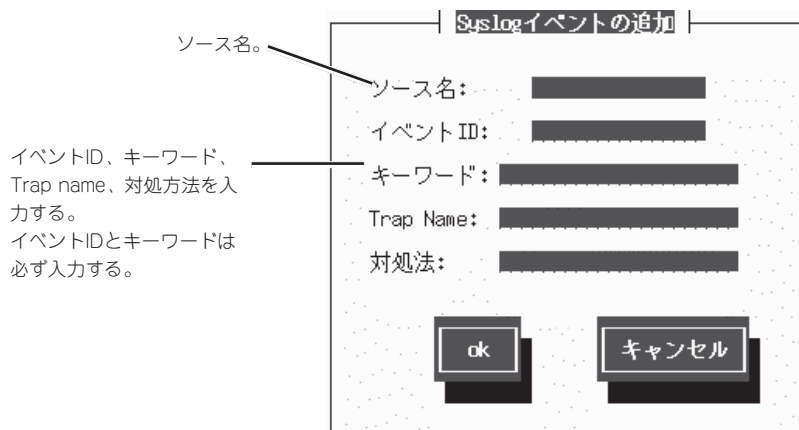 Syslogイベントの追加
ソース名。
ソース名:
イベントID:
イベントID、キーワード、
Trap name、対処方法を入
力する。
イベントIDとキーワードは
必ず入力する。
キーワード:
Trap Name:
対処法:
ok
キャンセル